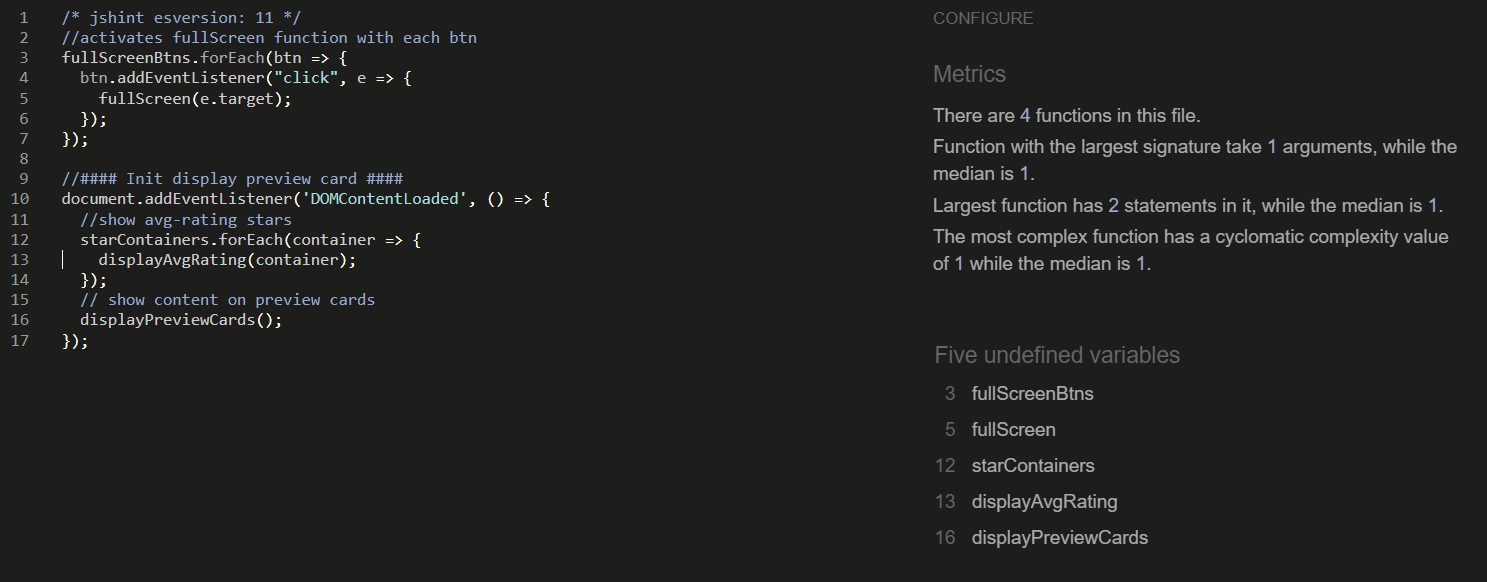 1 /* jshint esversion: 11 */
2 //activates fullScreen function with each btn
3 fullScreenBtns.forEach(btn => {
4   btn.addEventListener("click", e => {
5     fullScreen(e.target);
6   });
7 });
8
9 //#### Init display preview card ####
10 document.addEventListener('DOMContentLoaded', () => {
11   //show avg-rating stars
12   starContainers.forEach(container => {
13     displayAvgRating(container);
14   });
15   // show content on preview cards
16   displayPreviewCards();
17 });
CONFIGURE
Metrics
There are 4 functions in this file.
Function with the largest signature take 1 arguments, while the
median is 1.
Largest function has 2 statements in it, while the median is 1.
The most complex function has a cyclomatic complexity value
of 1 while the median is 1.
Five undefined variables
3 fullScreenBtns
5 fullScreen
12 starContainers
13 displayAvgRating
16 displayPreviewCards